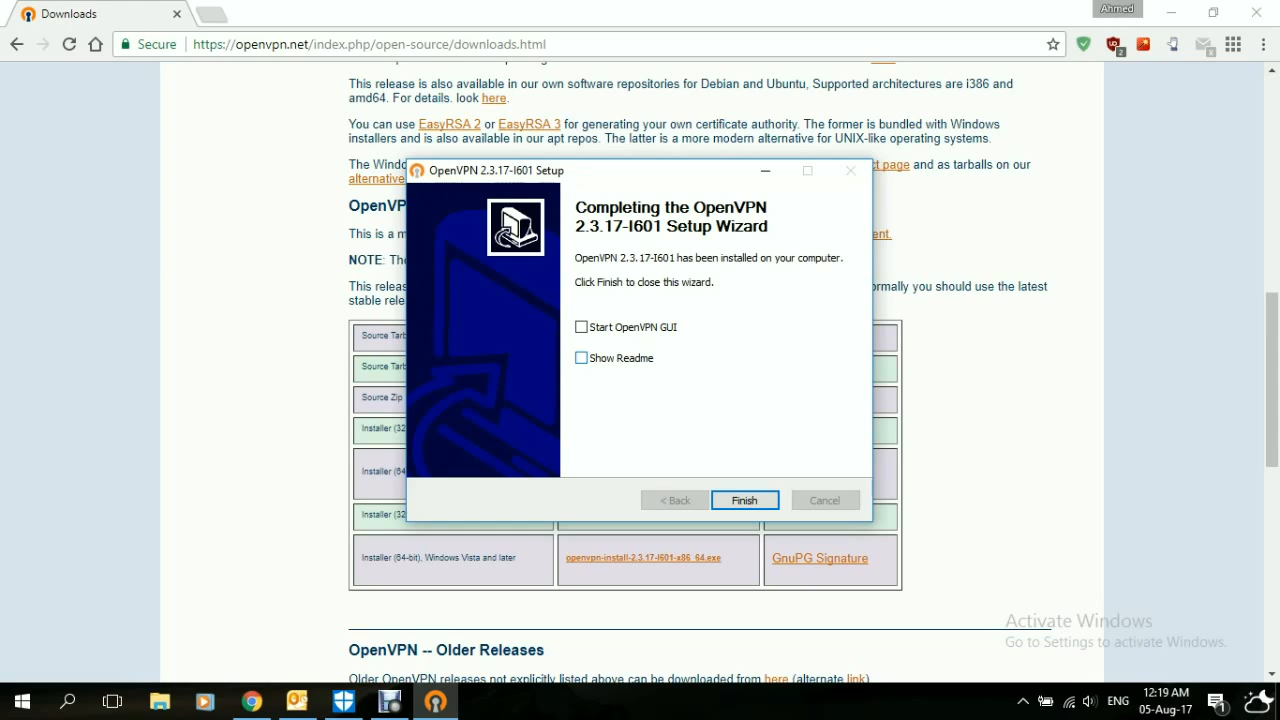 Downloads
Ahmed
Secure
https://openvpn.net/index.php/open-source/downloads.html
This release is also available in our own software repositories for Debian and Ubuntu, Supported architectures are i386 and
amd64. For details. look here.
You can use EasyRSA 2 or EasyRSA 3 for generating your own certificate authority. The former is bundled with Windows
installers and is also available in our apt repos. The latter is a more modern alternative for UNIX-like operating systems.
The Windo
ct page and as tarballs on our
alternative
OpenVPN 2.3.17-I601 Setup
Completing the OpenVPN
2.3.17-I601 Setup Wizard
OpenVPN 2.3.17-I601 has been installed on your computer.
Click Finish to close this wizard.
Start OpenVPN GUI
Show Readme
< Back
Finish
Cancel
OpenVP
This is a m
ent.
NOTE: The
This releas
ormally you should use the latest
stable rele
Source Tarb
Source Tarb
Source Zip
Installer (32
Installer (64
Installer (32
Installer (64-bit), Windows Vista and later
openvpn-install-2.3.17-I601-x86_64.exe
GnuPG Signature
OpenVPN -- Older Releases
Older OpenVPN releases not explicitly listed above can be downloaded from here (alternate link)
Activate Windows
Go to Settings to activate Windows.
ENG
12:19 AM
05-Aug-17